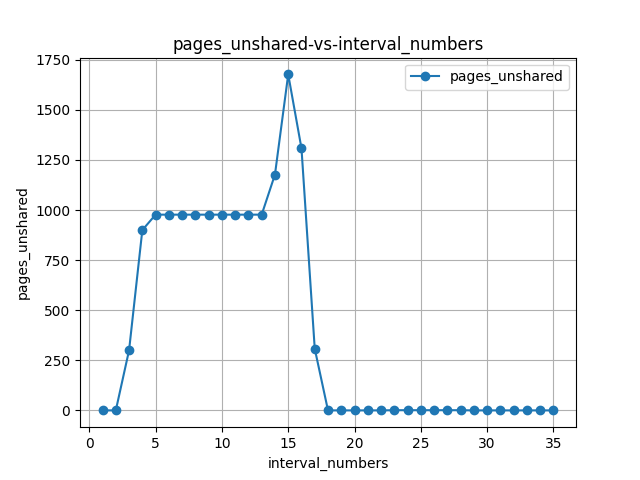 pages_unshared-vs-interval_numbers
pages_unshared
1750
1500
1250
1000
750
500
250
0
pages_unshared
0 5 10 15 20 25 30 35
interval_numbers